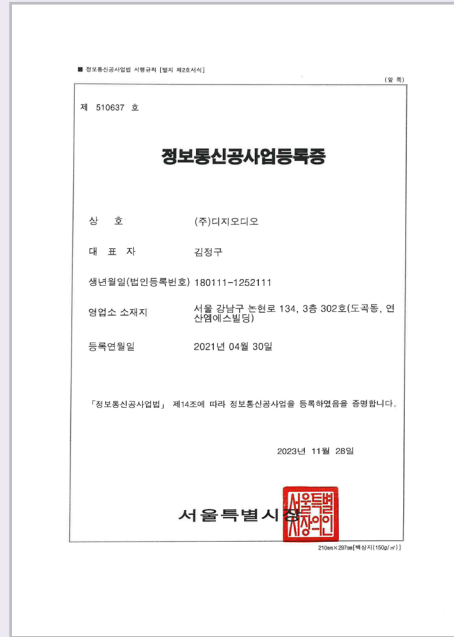 ■ 정보통신공사업법 시행규칙 [별지 제2호서식]
(앞 쪽)
제 510637 호
정보통신공사업등록증
상 호 (주)디지오디오
대 표 자 김정구
생년월일(법인등록번호) 180111-1252111
영업소 소재지 서울 강남구 논현로 134, 3층 302호(도곡동, 연
산엠에스빌딩)
등록연월일 2021년 04월 30일
「정보통신공사업법」 제14조에 따라 정보통신공사업을 등록하였음을 증명합니다.
2023년 11월 28일
서울특별시장
서울특별
시장의인
210㎜×297㎜[백상지(150g/㎡)]